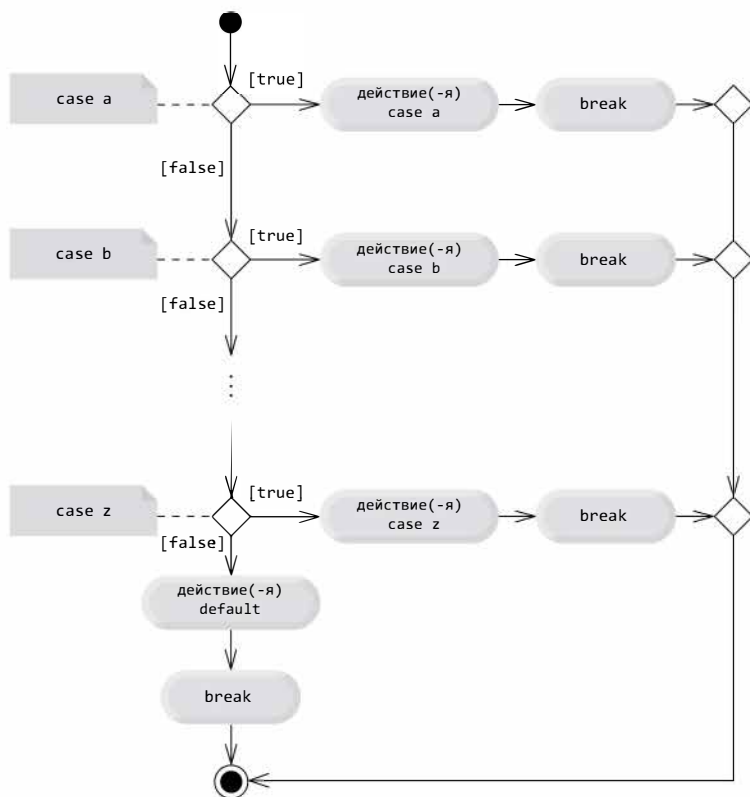 [true]
case a
действие(-я)
case a
break
[false]
[true]
case b
действие(-я)
case b
break
[false]
[true]
case z
действие(-я)
case z
break
[false]
действие(-я)
default
break